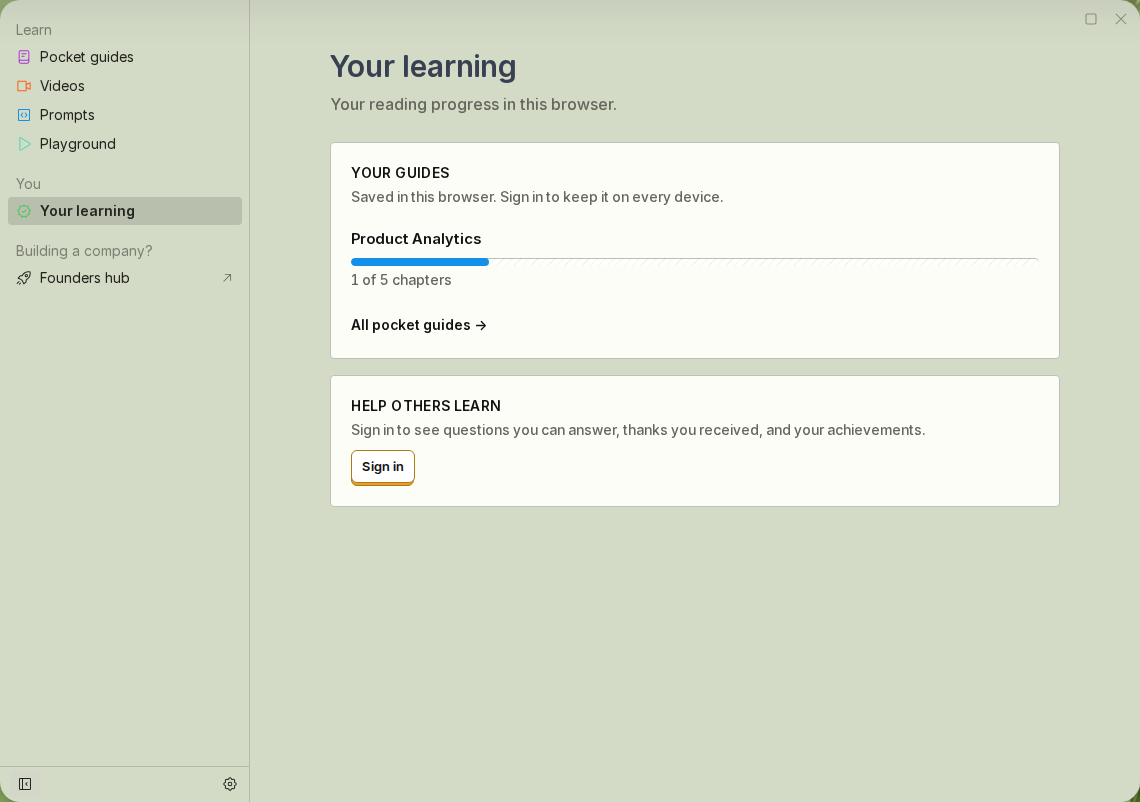 Learn
Pocket guides
Videos
Prompts
Playground
You
Your learning
Building a company?
Founders hub
Your learning
Your reading progress in this browser.
YOUR GUIDES
Saved in this browser. Sign in to keep it on every device.
Product Analytics
1 of 5 chapters
All pocket guides →
HELP OTHERS LEARN
Sign in to see questions you can answer, thanks you received, and your achievements.
Sign in